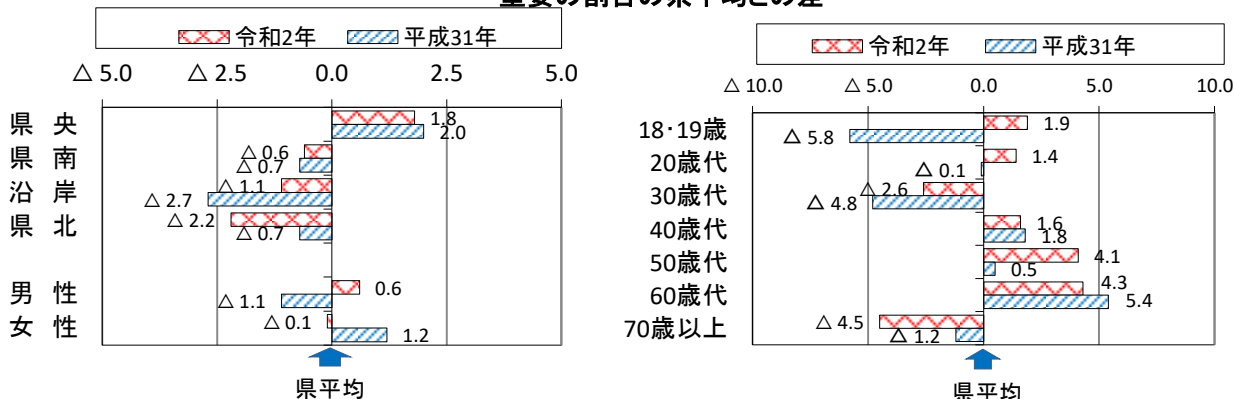 重要の割合の県平均との差
令和2年 平成31年
△ 5.0 △ 2.5 0.0 2.5 5.0
県 央 1.8
2.0
県 南 △ 0.6
△ 0.7
沿 岸 △ 1.1
△ 2.7
県 北 △ 2.2
△ 0.7
男 性 0.6
△ 1.1
女 性 △ 0.1
1.2
県平均
令和2年 平成31年
△ 10.0 △ 5.0 0.0 5.0 10.0
18･19歳 1.9
△ 5.8
20歳代 1.4
△ 0.1
30歳代 △ 2.6
△ 4.8
40歳代 1.6
1.8
50歳代 4.1
0.5
60歳代 4.3
5.4
70歳以上 △ 4.5
△ 1.2
県平均